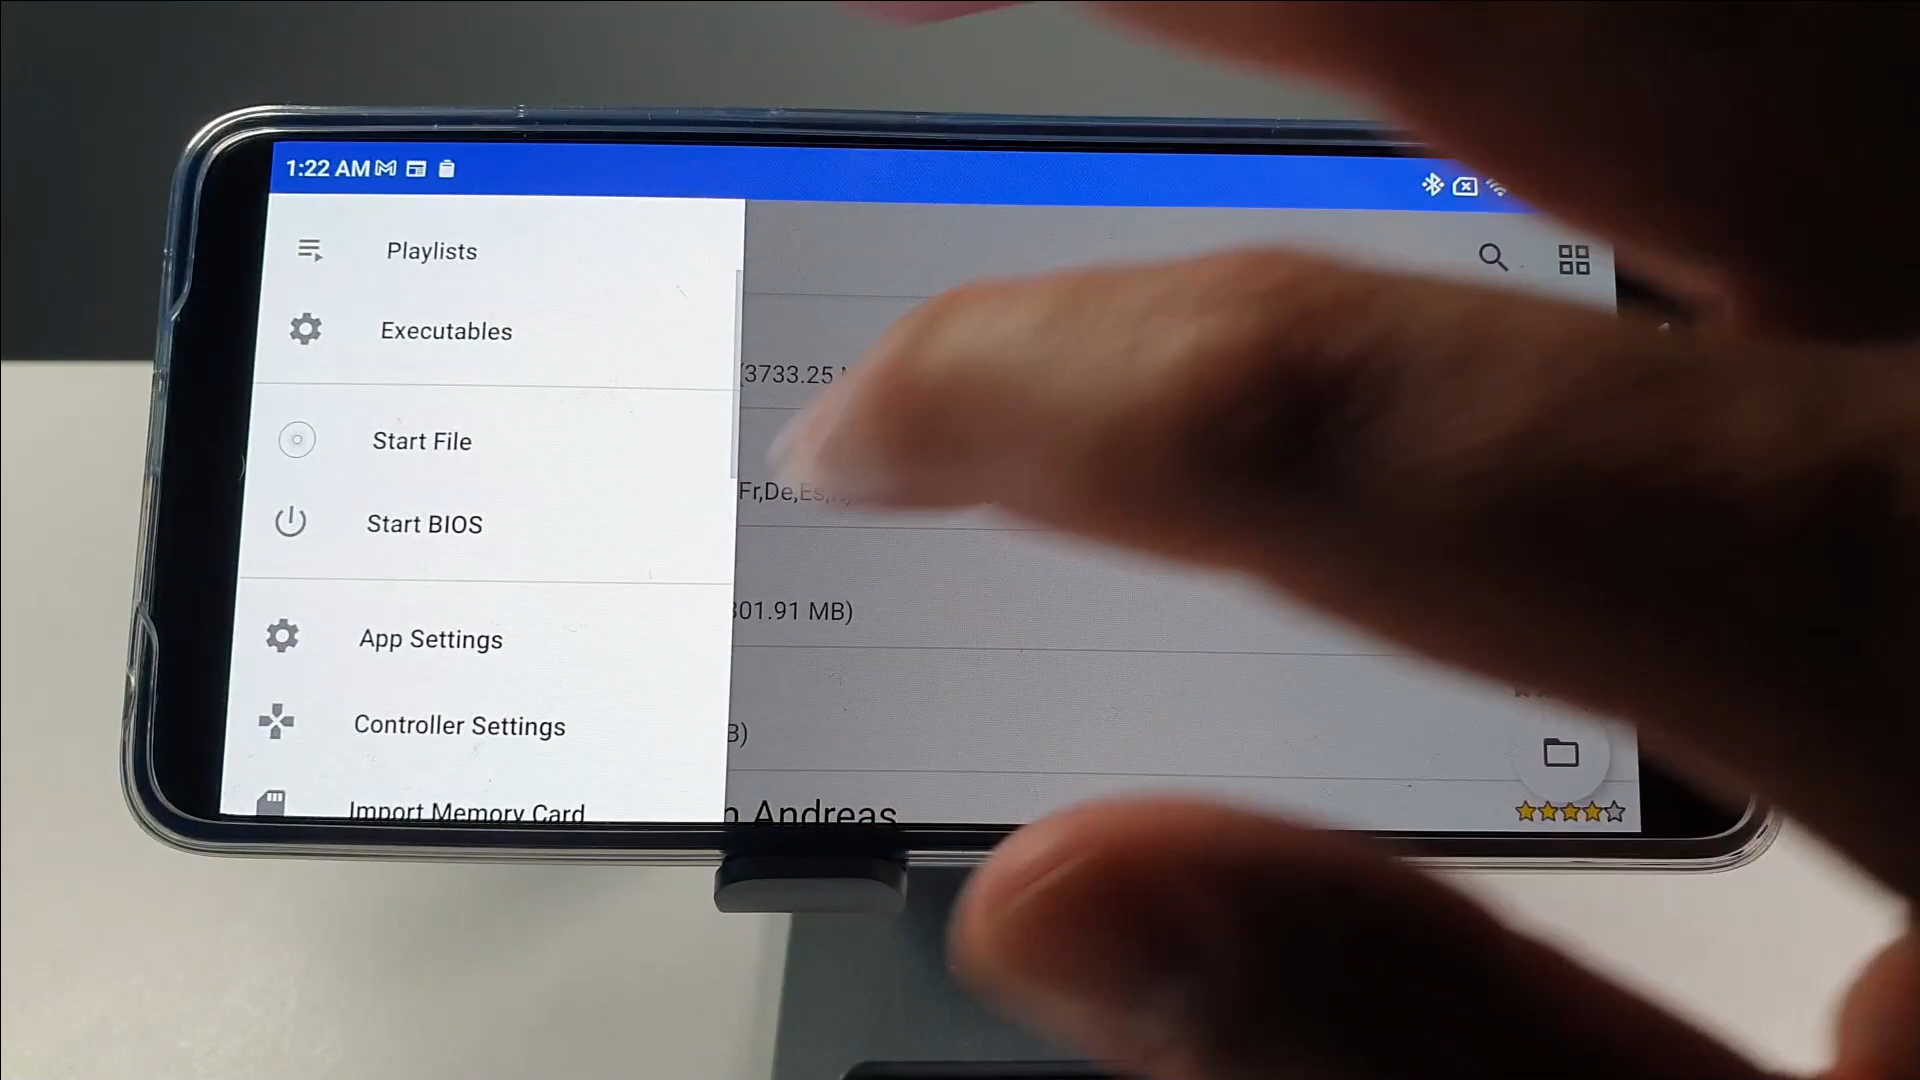 1:22 AM
Playlists
Executables
(3733.25
Start File
Fr,De,Es,
Start BIOS
01.91 MB)
App Settings
Controller Settings
B)
Import Memory Card
n Andreas